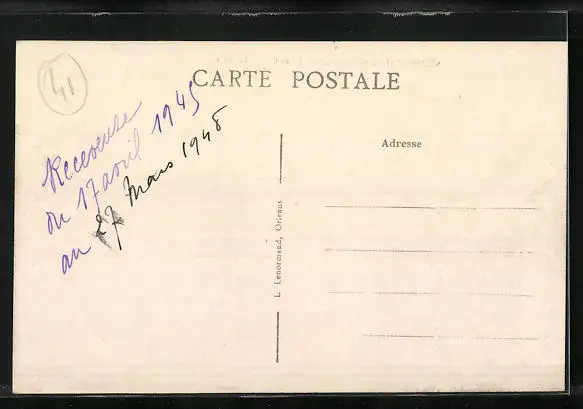 41
CARTE POSTALE
Receveuse
du 17 avril 1945
au 27 Mars 1948
Adresse
L. Lenormand, Orléans